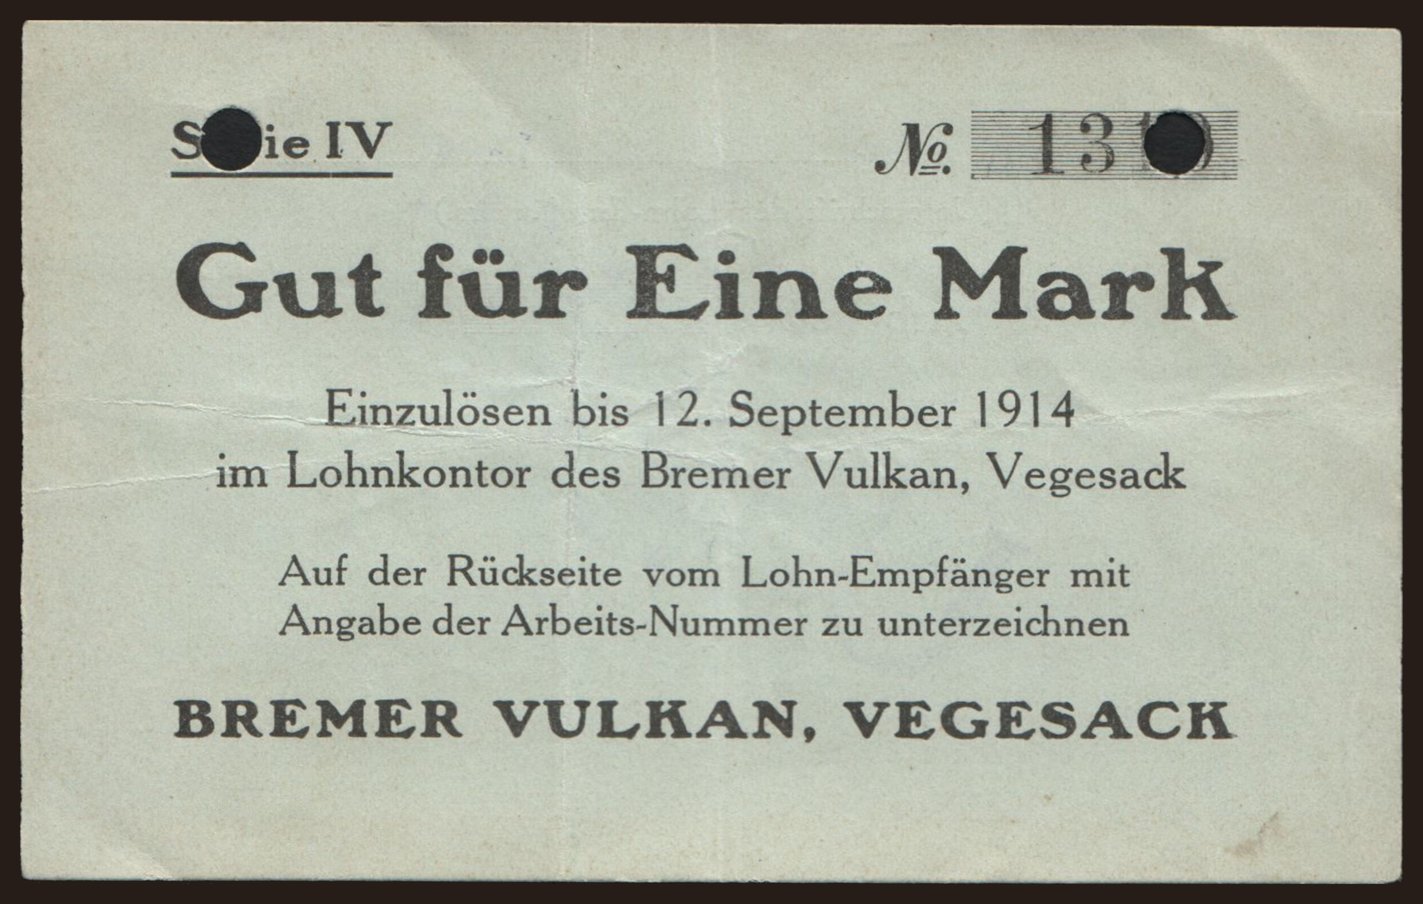 IV
No. 
Gut für Eine Mark
Einzulösen bis 12. September 1914
im Lohnkontor des Bremer Vulkan, Vegesack
Auf der Rückseite vom Lohn-Empfänger mit
Angabe der Arbeits-Nummer zu unterzeichnen
BREMER VULKAN, VEGESACK